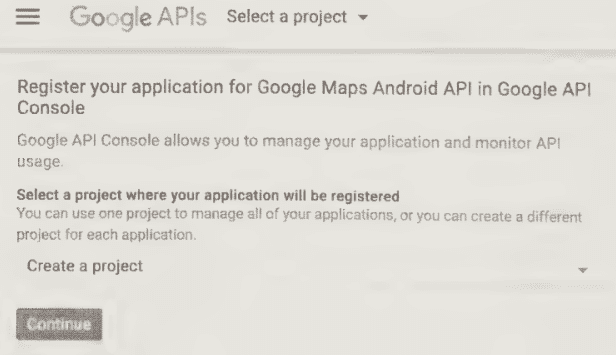 Google APIs Select a project
Register your application for Google Maps Android API in Google API
Console
Google API Console allows you to manage your application and monitor API
usage.
Select a project where your application will be registered
You can use one project to manage all of your applications, or you can create a different
project for each application.
Create a project
Continue